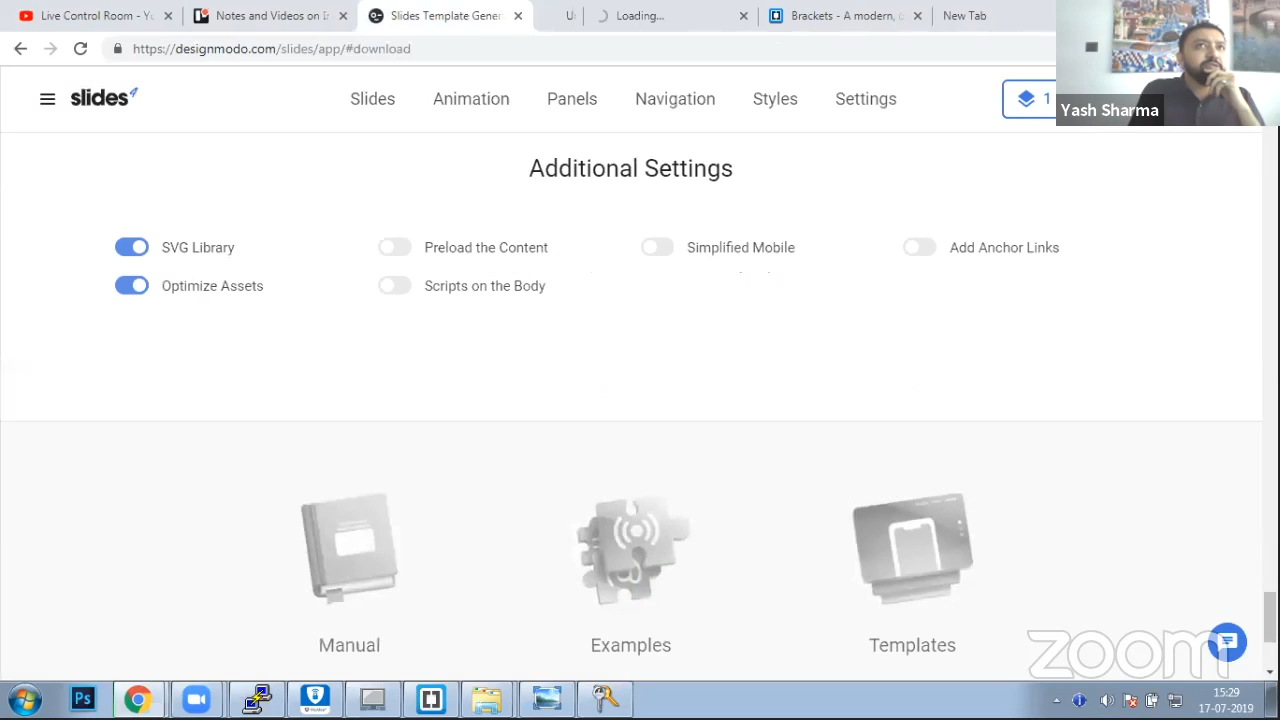 Live Control Room - Y
Notes and Videos on I
Slides Template Gener
U
Loading...
Brackets - A modern, o
New Tab
https://designmodo.com/slides/app/#download
slides 4
Slides
Animation
Panels
Navigation
Styles
Settings
1
Yash Sharma
Additional Settings
SVG Library
Preload the Content
Simplified Mobile
Add Anchor Links
Optimize Assets
Scripts on the Body
Manual
Examples
Templates
zoom
Ps
15:29
17-07-2019